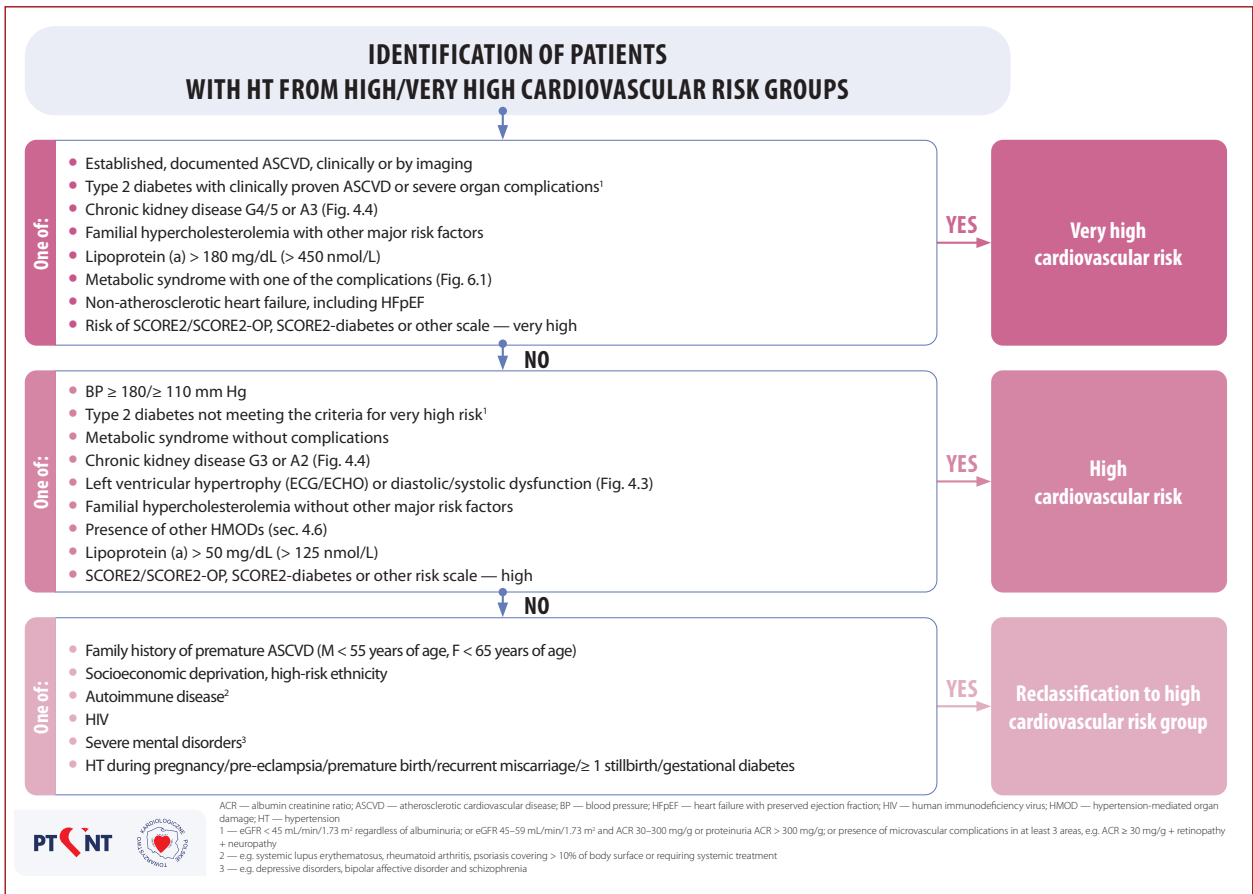 IDENTIFICATION OF PATIENTS
WITH HT FROM HIGH/VERY HIGH CARDIOVASCULAR RISK GROUPS
One of:
• Established, documented ASCVD, clinically or by imaging
• Type 2 diabetes with clinically proven ASCVD or severe organ complications¹
• Chronic kidney disease G4/5 or A3 (Fig. 4.4)
• Familial hypercholesterolemia with other major risk factors
• Lipoprotein (a) > 180 mg/dL (> 450 nmol/L)
• Metabolic syndrome with one of the complications (Fig. 6.1)
• Non-atherosclerotic heart failure, including HFpEF
• Risk of SCORE2/SCORE2-OP, SCORE2-diabetes or other scale — very high
YES
Very high
cardiovascular risk
NO
One of:
• BP ≥ 180/≥ 110 mm Hg
• Type 2 diabetes not meeting the criteria for very high risk¹
• Metabolic syndrome without complications
• Chronic kidney disease G3 or A2 (Fig. 4.4)
• Left ventricular hypertrophy (ECG/ECHO) or diastolic/systolic dysfunction (Fig. 4.3)
• Familial hypercholesterolemia without other major risk factors
• Presence of other HMODs (sec. 4.6)
• Lipoprotein (a) > 50 mg/dL (> 125 nmol/L)
• SCORE2/SCORE2-OP, SCORE2-diabetes or other risk scale — high
YES
High
cardiovascular risk
NO
One of:
• Family history of premature ASCVD (M < 55 years of age, F < 65 years of age)
• Socioeconomic deprivation, high-risk ethnicity
• Autoimmune disease²
• HIV
• Severe mental disorders³
• HT during pregnancy/pre-eclampsia/premature birth/recurrent miscarriage/≥ 1 stillbirth/gestational diabetes
YES
Reclassification to high
cardiovascular risk group
PT NT
POLSKIE TOWARZYSTWO KARDIOLOGICZNE
ACR — albumin creatinine ratio; ASCVD — atherosclerotic cardiovascular disease; BP — blood pressure; HFpEF — heart failure with preserved ejection fraction; HIV — human immunodeficiency virus; HMOD — hypertension-mediated organ
damage; HT — hypertension
1 — eGFR < 45 mL/min/1.73 m² regardless of albuminuria; or eGFR 45–59 mL/min/1.73 m² and ACR 30–300 mg/g or proteinuria ACR > 300 mg/g; or presence of microvascular complications in at least 3 areas, e.g. ACR ≥ 30 mg/g + retinopathy
+ neuropathy
2 — e.g. systemic lupus erythematosus, rheumatoid arthritis, psoriasis covering > 10% of body surface or requiring systemic treatment
3 — e.g. depressive disorders, bipolar affective disorder and schizophrenia